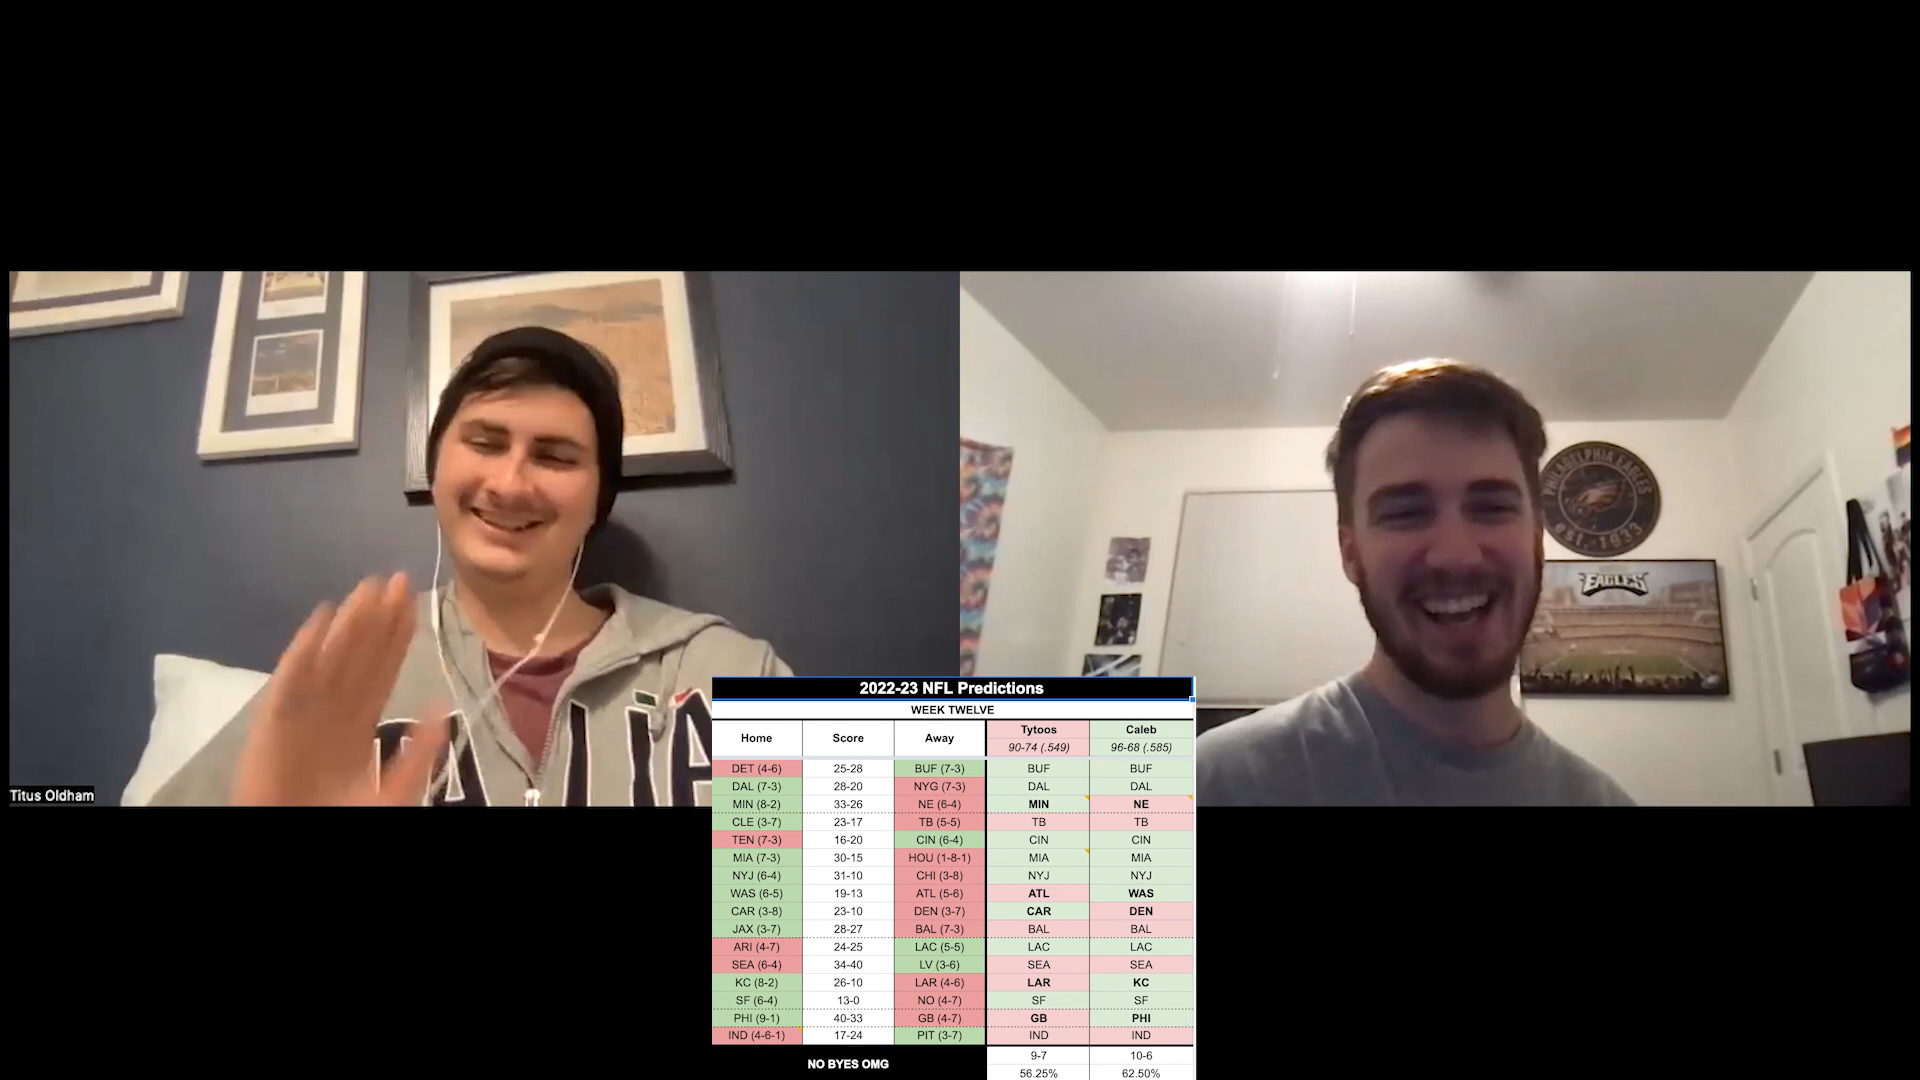 PHILADELPHIA EAGLES
est. 1933
EAGLES
Titus Oldham
2022-23 NFL Predictions
WEEK TWELVE
Home Score Away Tytoos Caleb
90-74 (.549) 96-68 (.585)
DET (4-6) 25-28 BUF (7-3) BUF BUF
DAL (7-3) 28-20 NYG (7-3) DAL DAL
MIN (8-2) 33-26 NE (6-4) MIN NE
CLE (3-7) 23-17 TB (5-5) TB TB
TEN (7-3) 16-20 CIN (6-4) CIN CIN
MIA (7-3) 30-15 HOU (1-8-1) MIA MIA
NYJ (6-4) 31-10 CHI (3-8) NYJ NYJ
WAS (6-5) 19-13 ATL (5-6) ATL WAS
CAR (3-8) 23-10 DEN (3-7) CAR DEN
JAX (3-7) 28-27 BAL (7-3) BAL BAL
ARI (4-7) 24-25 LAC (5-5) LAC LAC
SEA (6-4) 34-40 LV (3-6) SEA SEA
KC (8-2) 26-10 LAR (4-6) LAR KC
SF (6-4) 13-0 NO (4-7) SF SF
PHI (9-1) 40-33 GB (4-7) GB PHI
IND (4-6-1) 17-24 PIT (3-7) IND IND
NO BYES OMG
9-7 10-6
56.25% 62.50%